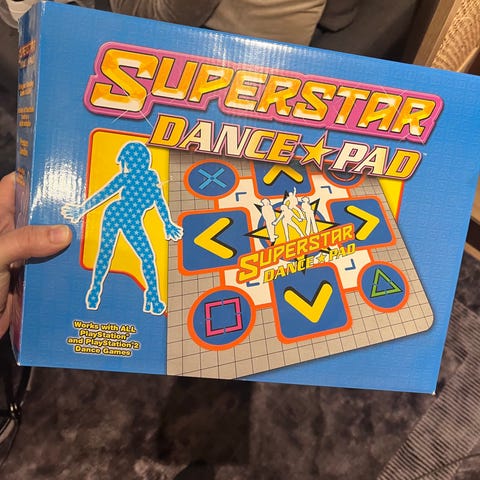 SUPERSTAR
DANCE★PAD
SUPERSTAR
DANCE★PAD
Works with ALL
PlayStation
and PlayStation 2
Dance Games